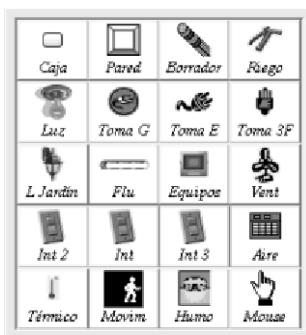 Caja Pared Borrador Riego
Luz Toma G Toma E Toma 3F
L Jardín Flu Equipos Vent
Int 2 Int Int 3 Aire
Térmico Movim Humo Mouse